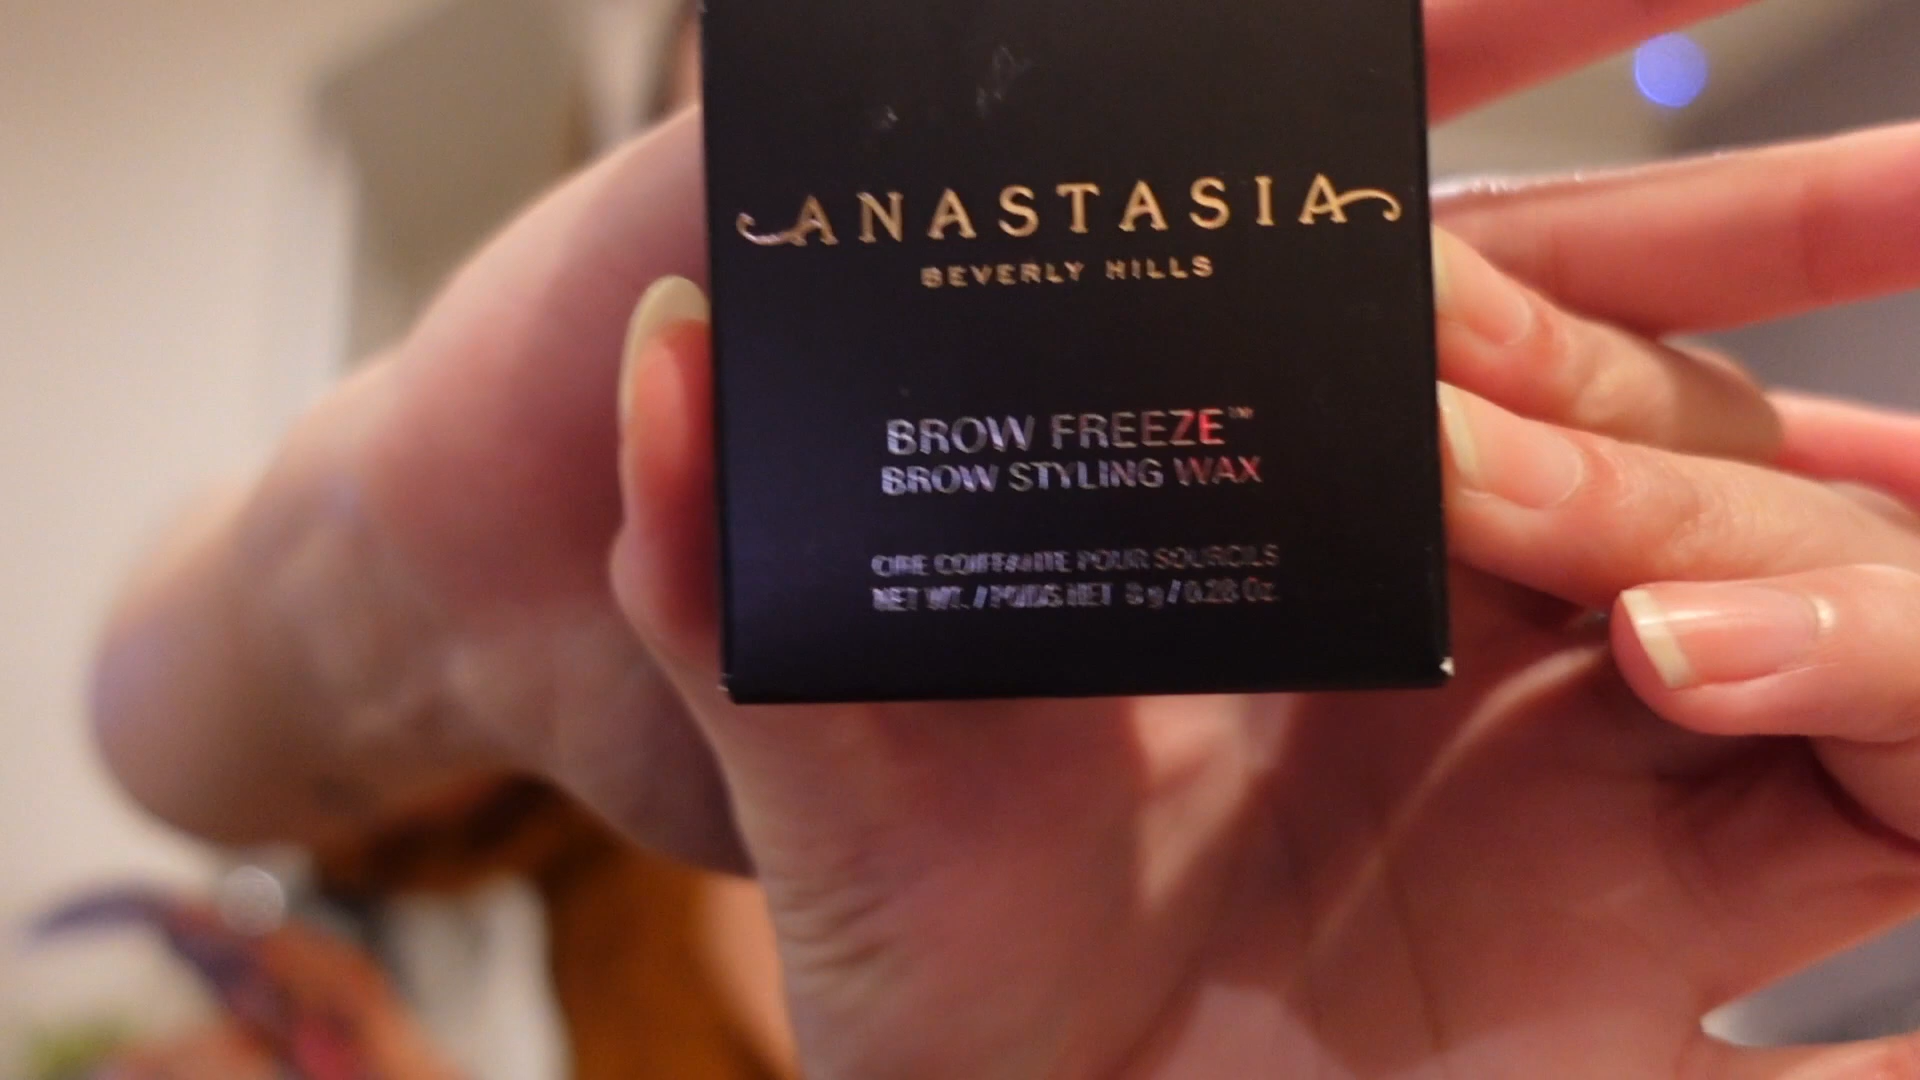 ANASTASIA
BEVERLY HILLS
BROW FREEZE™
BROW STYLING WAX
CIRE COIFFANTE POUR SOURCILS
NET WT. / POIDS NET 8 g / 0.28 Oz.